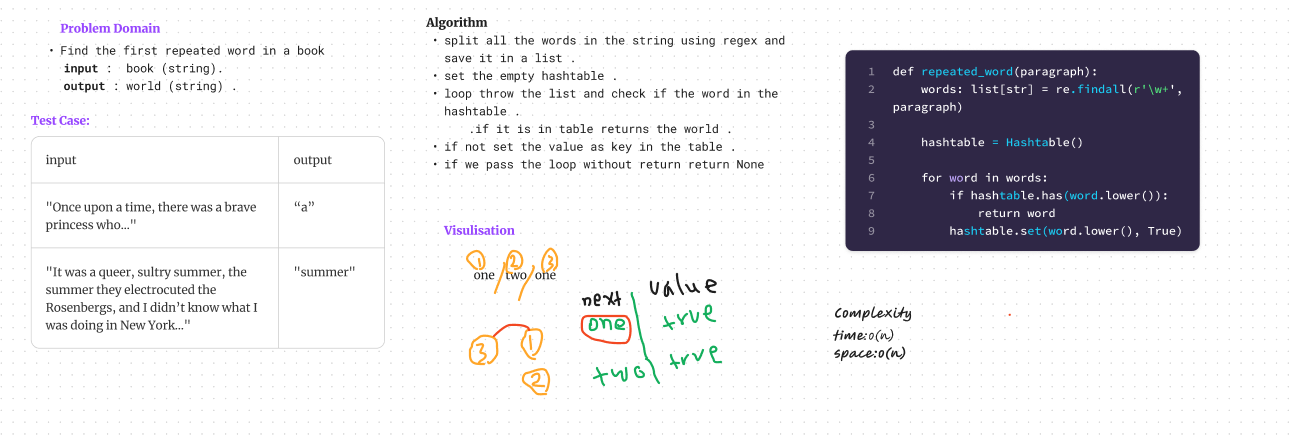 Problem Domain
• Find the first repeated word in a book
input : book (string).
output : world (string) .
Test Case:
input output
"Once upon a time, there was a brave princess who..." “a”
"It was a queer, sultry summer, the summer they electrocuted the Rosenbergs, and I didn’t know what I was doing in New York..." "summer"
Algorithm
• split all the words in the string using regex and
save it in a list .
• set the empty hashtable .
• loop throw the list and check if the word in the
hashtable .
.if it is in table returns the world .
• if not set the value as key in the table .
• if we pass the loop without return return None
Visulisation
1 2 3
one / two / one
3 1
2
next value
one true
two true
1 def repeated_word(paragraph):
2 words: list[str] = re.findall(r'\w+',
paragraph)
3
4 hashtable = Hashtable()
5
6 for word in words:
7 if hashtable.has(word.lower()):
8 return word
9 hashtable.set(word.lower(), True)
Complexity
time:o(n)
space:o(n)